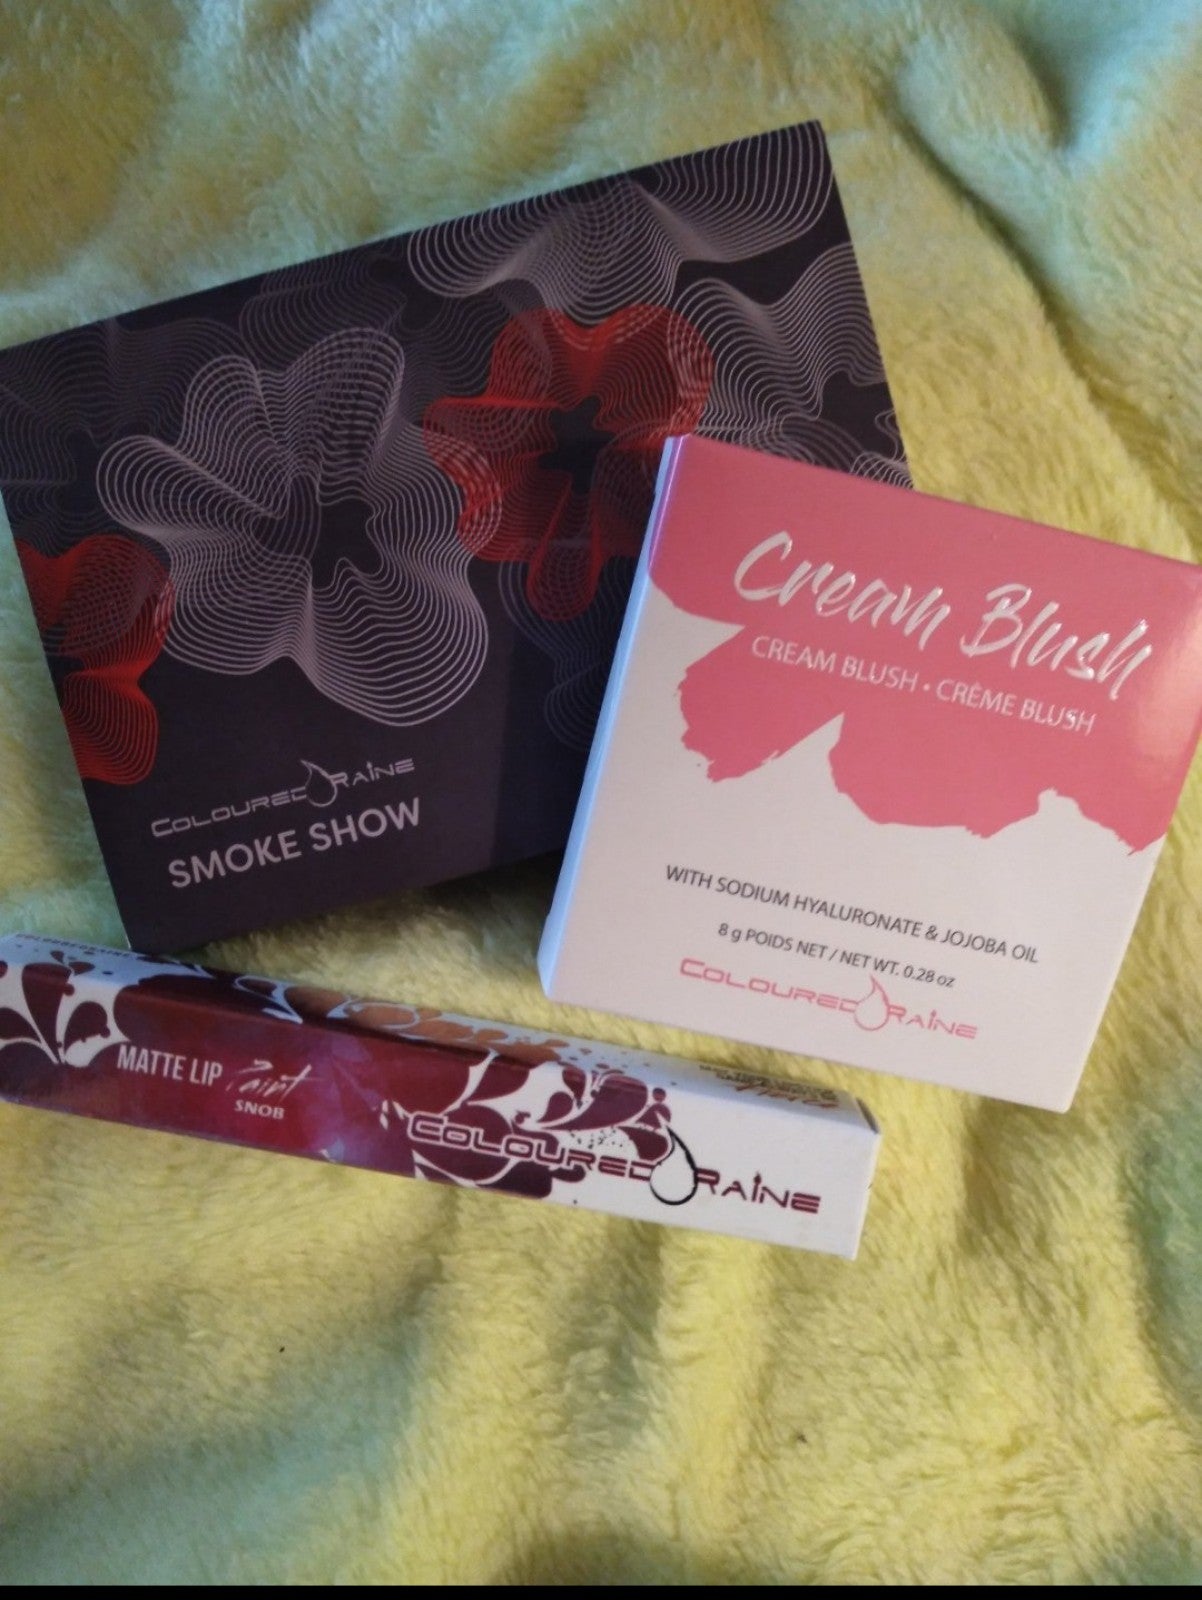 COLOURED RAINE
SMOKE SHOW
Cream Blush
CREAM BLUSH • CRÈME BLUSH
WITH SODIUM HYALURONATE & JOJOBA OIL
8 g POIDS NET / NET WT. 0.28 oz
COLOURED RAINE
MATTE LIP Paint
SNOB
COLOURED RAINE